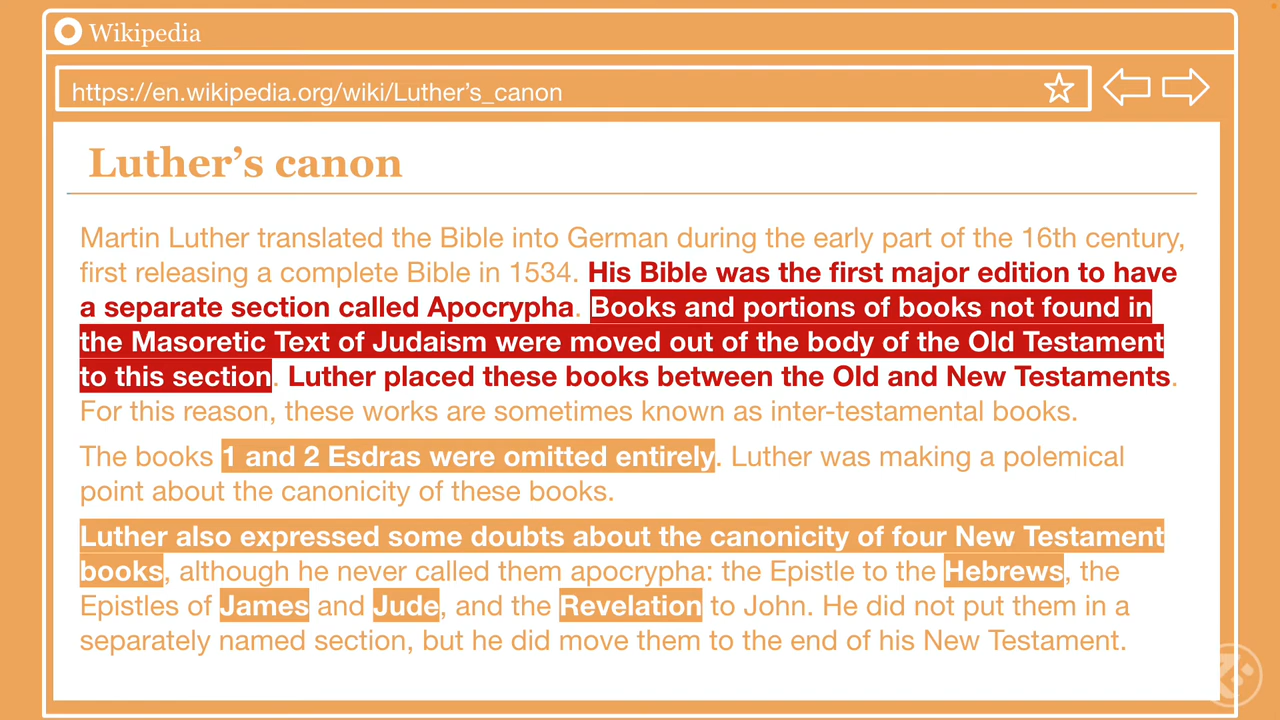 Wikipedia
https://en.wikipedia.org/wiki/Luther’s_canon
Luther’s canon
Martin Luther translated the Bible into German during the early part of the 16th century,
first releasing a complete Bible in 1534. His Bible was the first major edition to have
a separate section called Apocrypha. Books and portions of books not found in
the Masoretic Text of Judaism were moved out of the body of the Old Testament
to this section. Luther placed these books between the Old and New Testaments.
For this reason, these works are sometimes known as inter-testamental books.
The books 1 and 2 Esdras were omitted entirely. Luther was making a polemical
point about the canonicity of these books.
Luther also expressed some doubts about the canonicity of four New Testament
books, although he never called them apocrypha: the Epistle to the Hebrews, the
Epistles of James and Jude, and the Revelation to John. He did not put them in a
separately named section, but he did move them to the end of his New Testament.